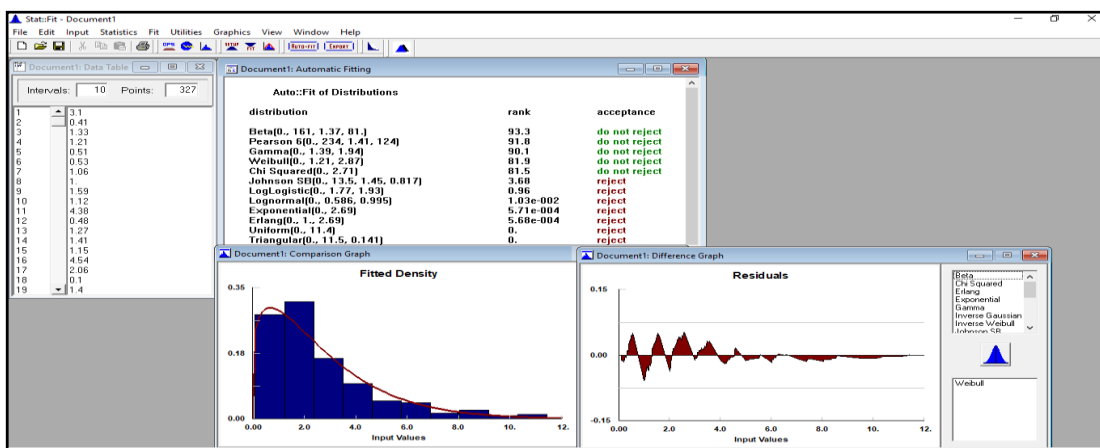 Stat::Fit - Document1
File Edit Input Statistics Fit Utilities Graphics View Window Help
DPS SETUP AUTO-FIT EXPORT
Document1: Data Table
Intervals: 10 Points: 327
1 3.1
2 0.41
3 1.33
4 1.21
5 0.51
6 0.53
7 1.06
8 1.
9 1.59
10 1.12
11 4.38
12 0.48
13 1.27
14 1.41
15 1.15
16 4.54
17 2.06
18 0.1
19 1.4
Document1: Automatic Fitting
Auto::Fit of Distributions
distribution rank acceptance
Beta(0., 161, 1.37, 81.) 93.3 do not reject
Pearson 6(0., 234, 1.41, 124) 91.8 do not reject
Gamma(0., 1.39, 1.94) 90.1 do not reject
Weibull(0., 1.21, 2.87) 81.9 do not reject
Chi Squared(0., 2.71) 81.5 do not reject
Johnson SB(0., 13.5, 1.45, 0.817) 3.68 reject
LogLogistic(0., 1.77, 1.93) 0.96 reject
Lognormal(0., 0.586, 0.995) 1.03e-002 reject
Exponential(0., 2.69) 5.71e-004 reject
Erlang(0., 1., 2.69) 5.68e-004 reject
Uniform(0., 11.4) 0. reject
Triangular(0., 11.5, 0.141) 0. reject
Document1: Comparison Graph
Fitted Density
0.35
0.18
0.00
0.00 2.0 4.0 6.0 8.0 10. 12.
Input Values
Document1: Difference Graph
Residuals
0.15
0.00
-0.15
0.00 2.0 4.0 6.0 8.0 10. 12.
Input Values
Beta
Chi Squared
Erlang
Exponential
Gamma
Inverse Gaussian
Inverse Weibull
Johnson SB
Weibull